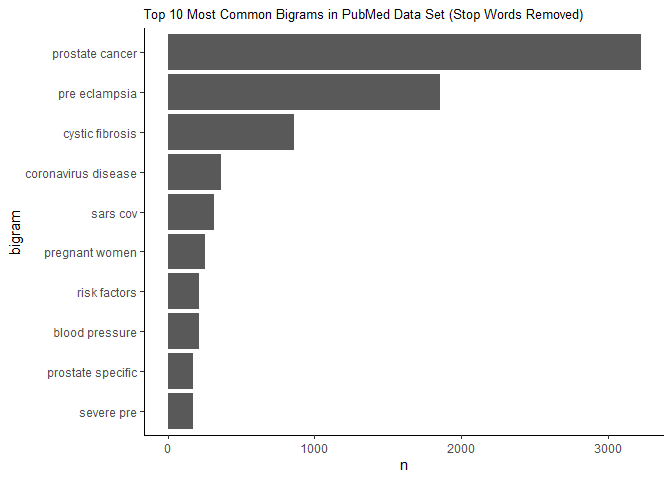 Top 10 Most Common Bigrams in PubMed Data Set (Stop Words Removed)
prostate cancer
pre eclampsia
cystic fibrosis
coronavirus disease
sars cov
pregnant women
risk factors
blood pressure
prostate specific
severe pre
bigram
0 1000 2000 3000
n